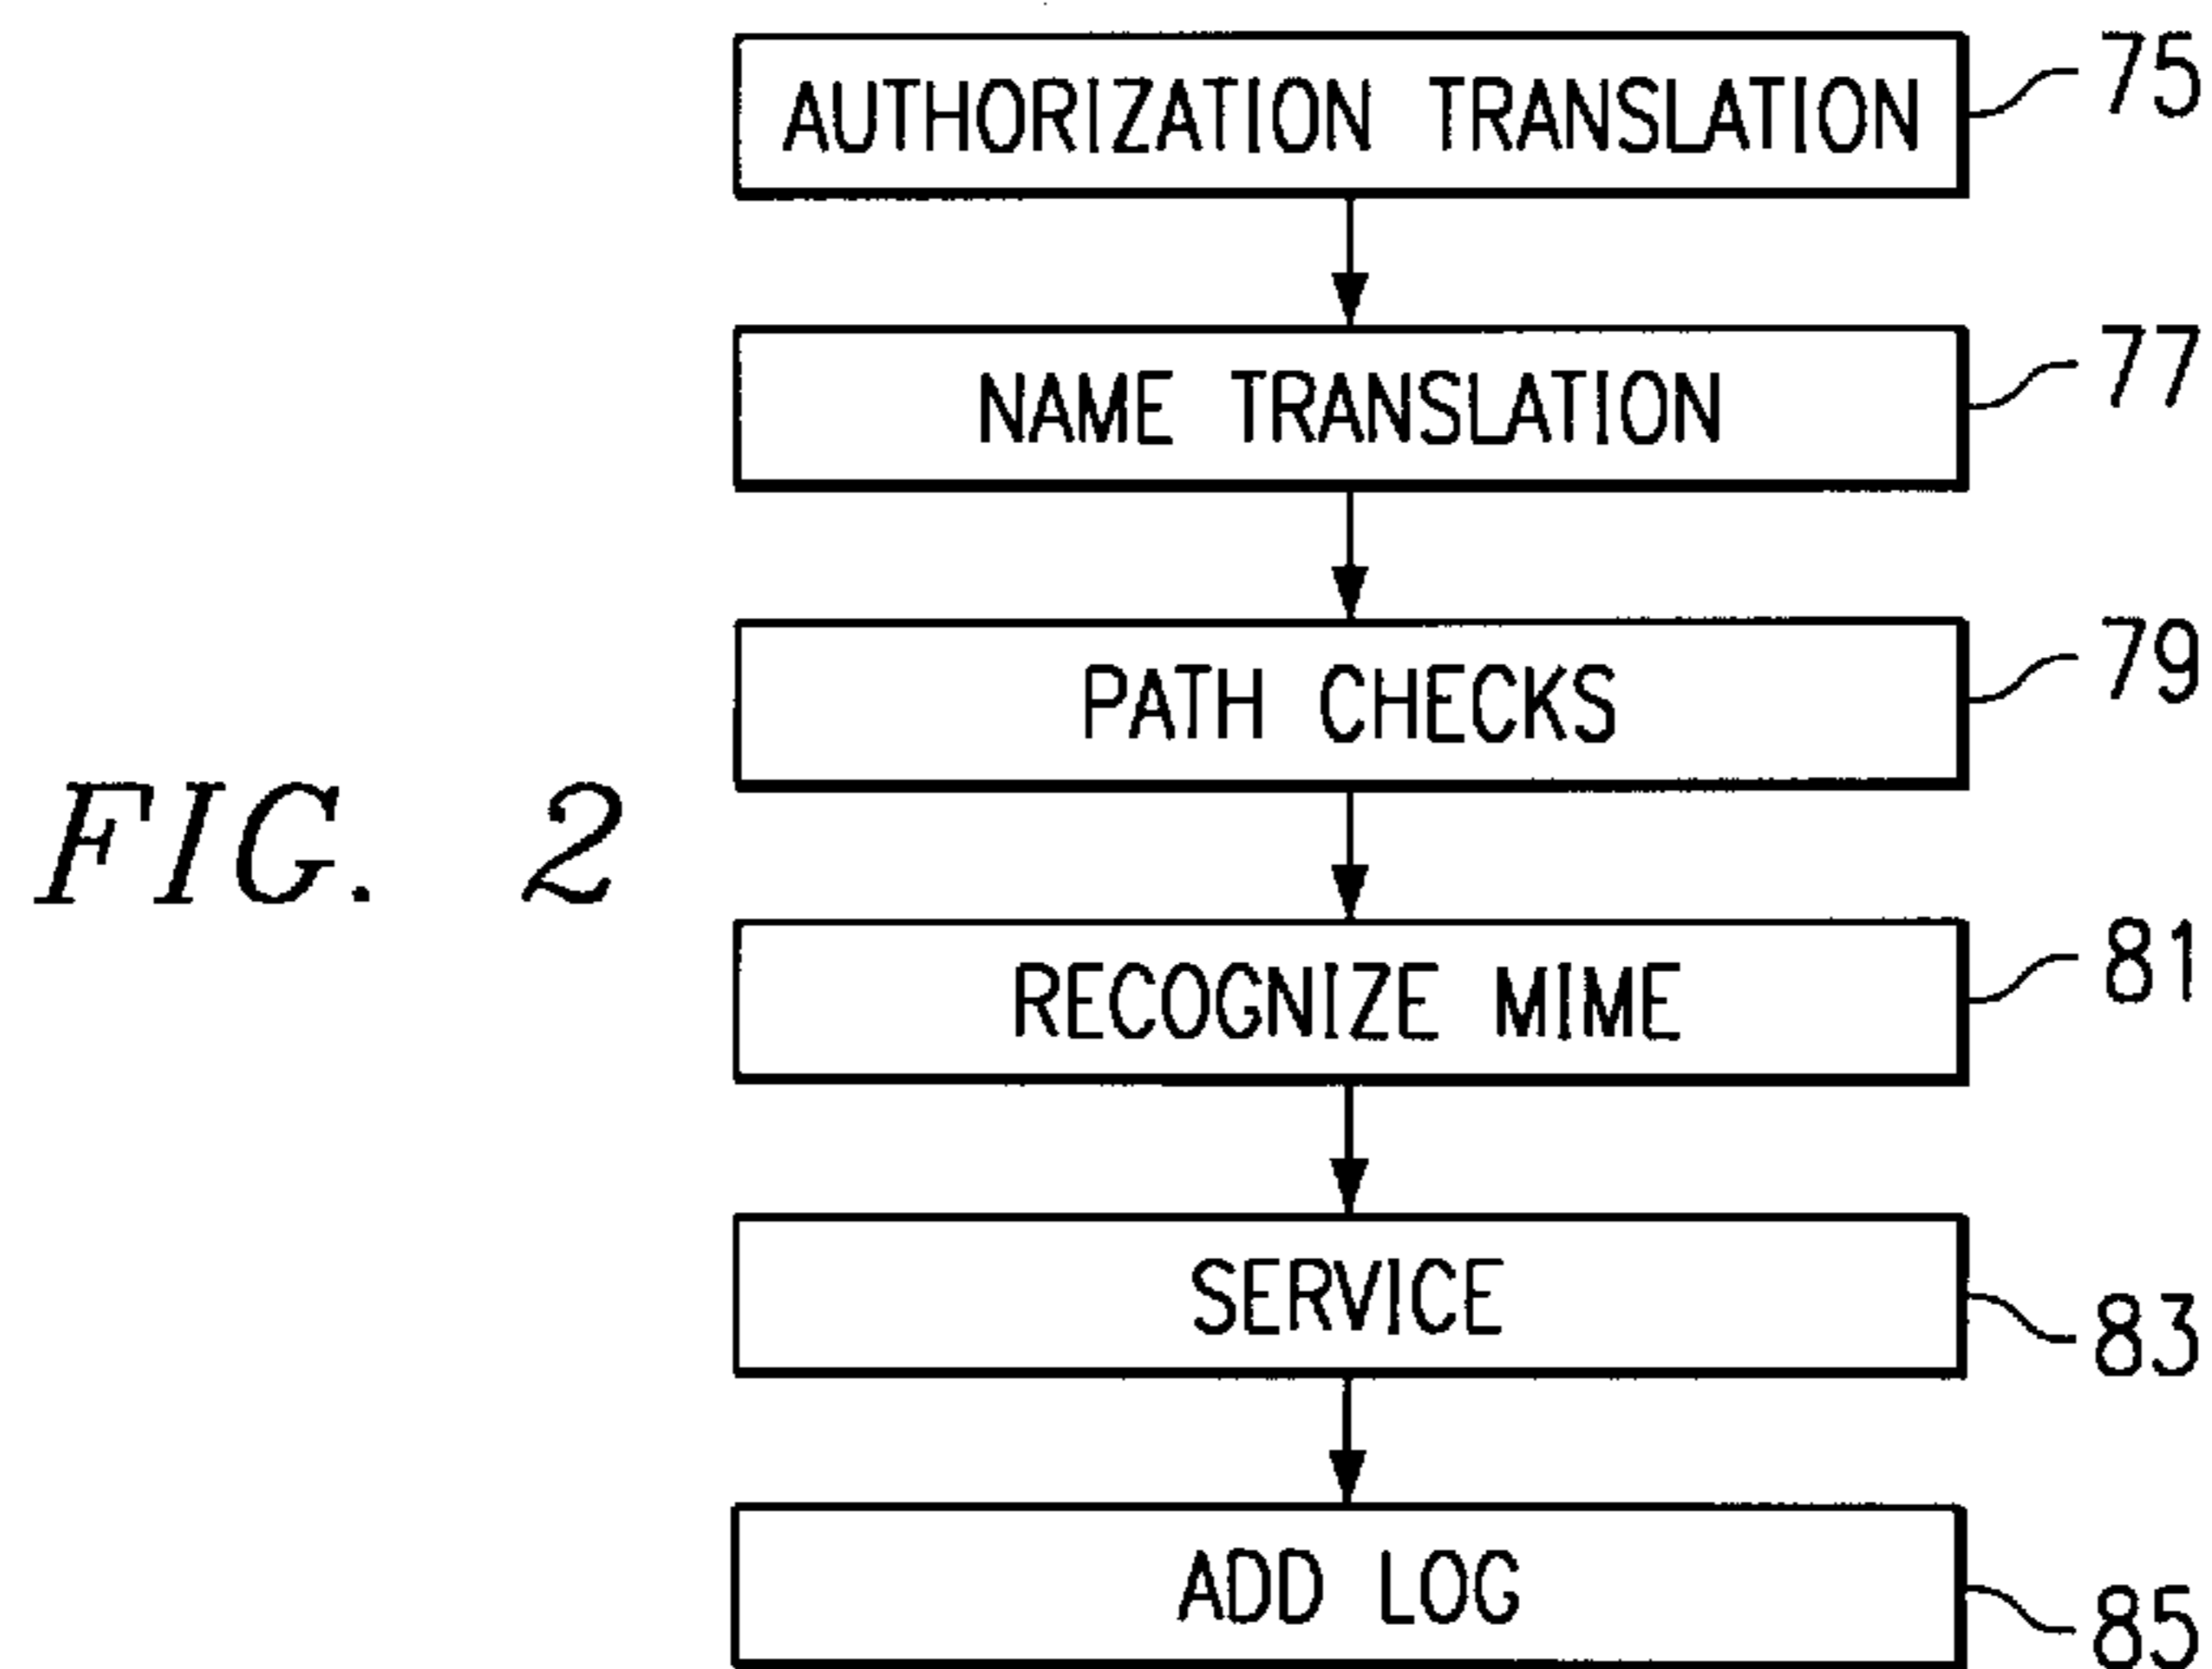 AUTHORIZATION TRANSLATION 75
NAME TRANSLATION 77
PATH CHECKS 79
FIG. 2
RECOGNIZE MIME 81
SERVICE 83
ADD LOG 85